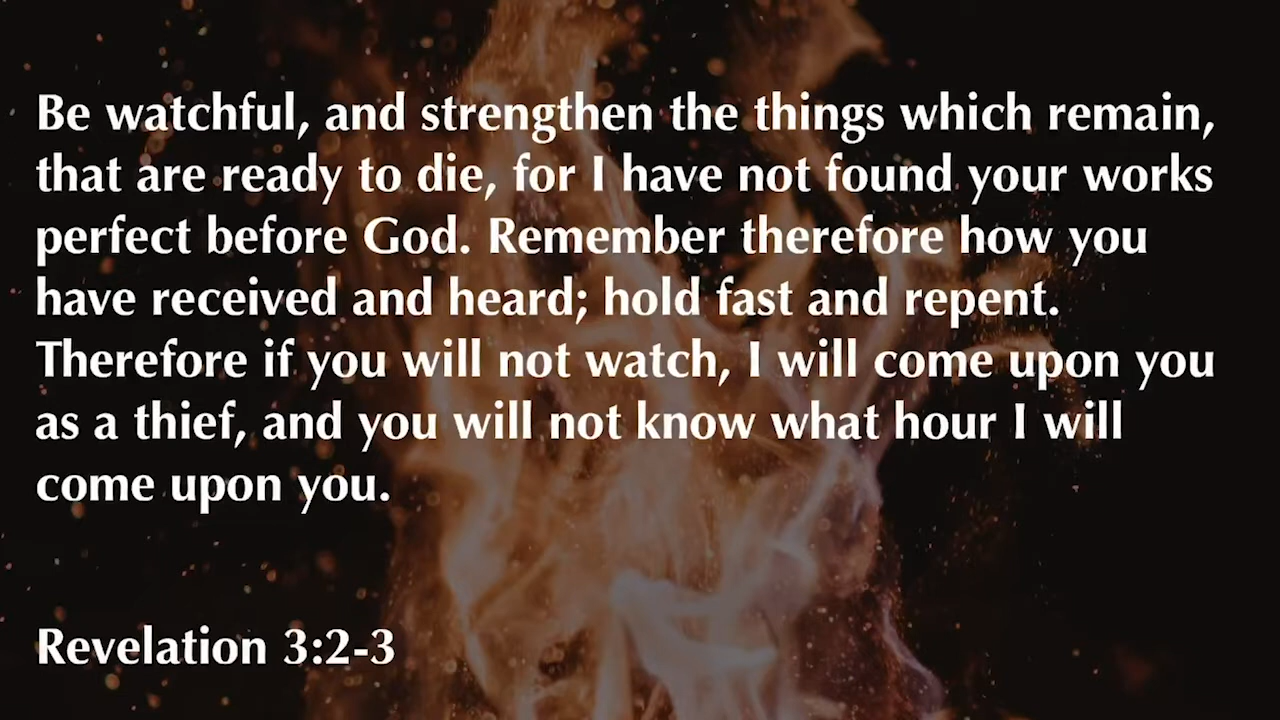 Be watchful, and strengthen the things which remain,
that are ready to die, for I have not found your works
perfect before God. Remember therefore how you
have received and heard; hold fast and repent.
Therefore if you will not watch, I will come upon you
as a thief, and you will not know what hour I will
come upon you.
Revelation 3:2-3